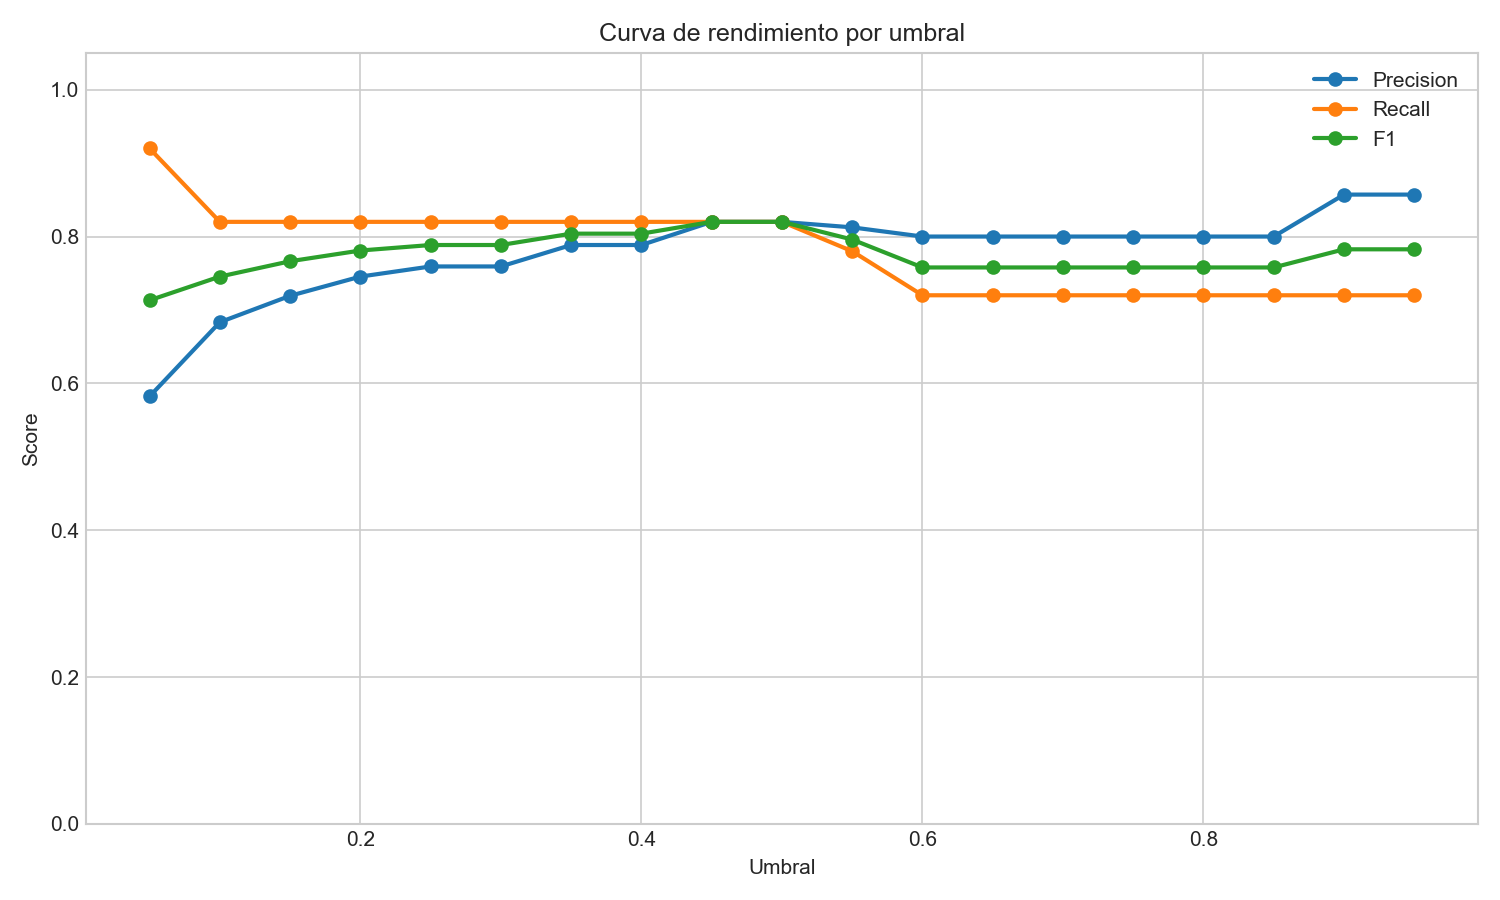 Curva de rendimiento por umbral
Precision
Recall
F1
1.0
0.8
0.6
0.4
0.2
0.0
Score
0.2
0.4
0.6
0.8
Umbral